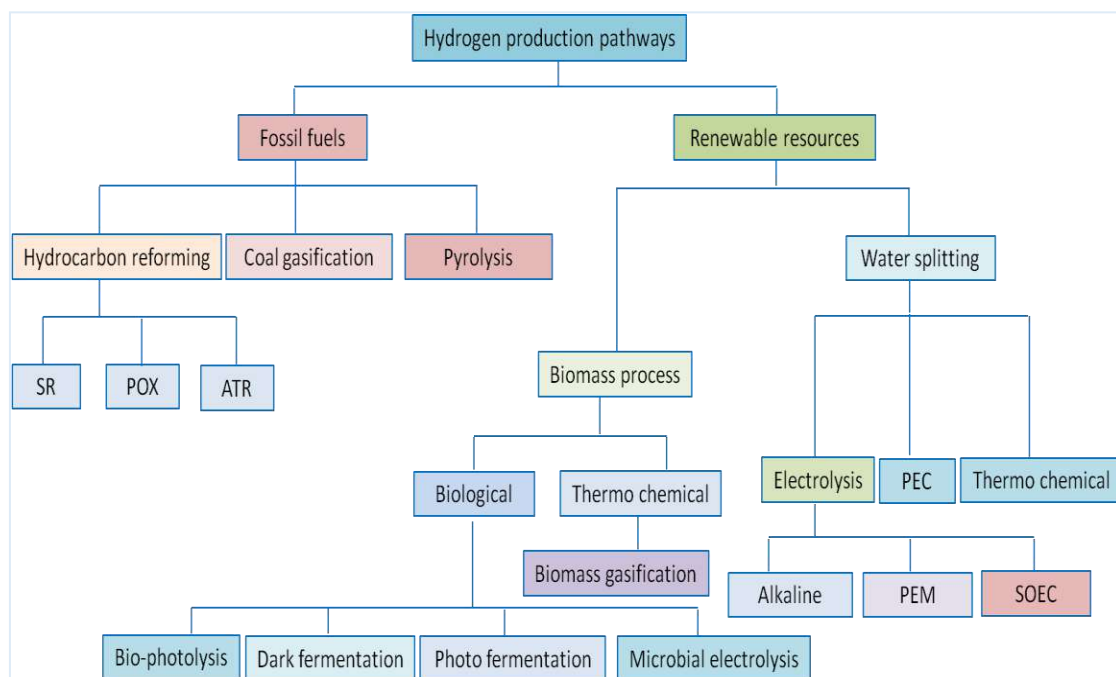 Hydrogen production pathways
Fossil fuels
Renewable resources
Hydrocarbon reforming
Coal gasification
Pyrolysis
Water splitting
SR
POX
ATR
Biomass process
Biological
Thermo chemical
Electrolysis
PEC
Thermo chemical
Biomass gasification
Alkaline
PEM
SOEC
Bio-photolysis
Dark fermentation
Photo fermentation
Microbial electrolysis